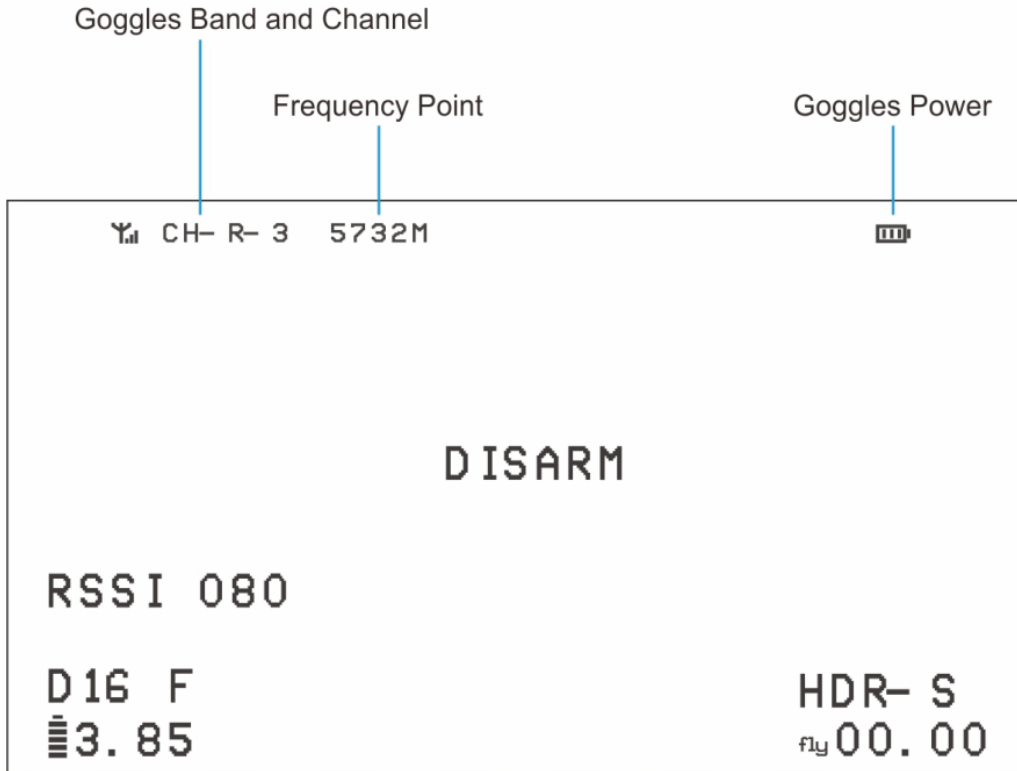 Goggles Band and Channel
Frequency Point
Goggles Power
CH- R- 3 5732M
DISARM
RSSI 080
D16 F
HDR- S
3.85
fly 00.00